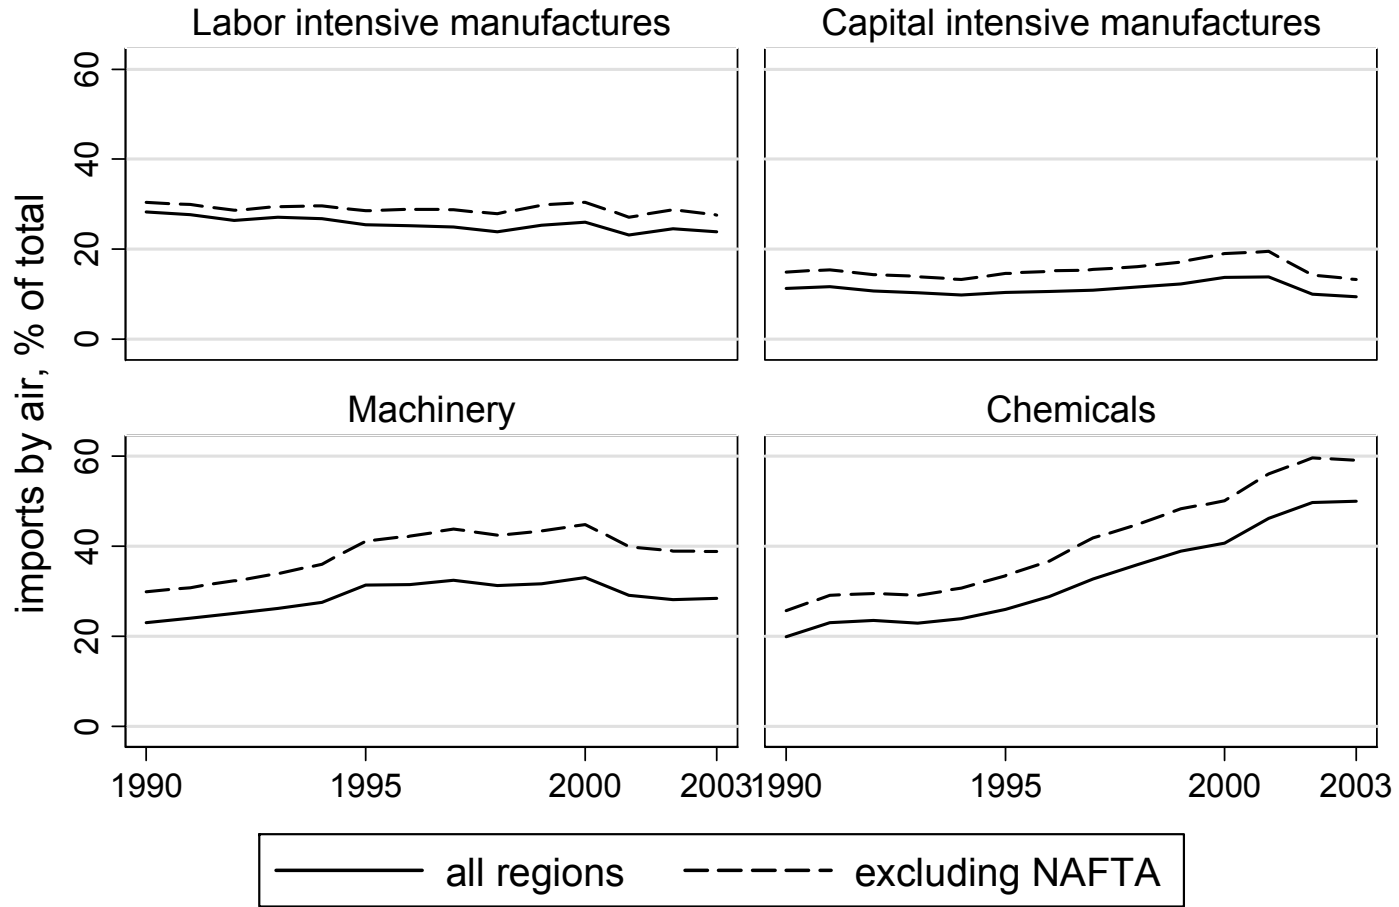 Labor intensive manufactures
Capital intensive manufactures
imports by air, % of total
60
40
20
0
Machinery
Chemicals
60
40
20
0
1990 1995 2000 2003 1990 1995 2000 2003
all regions excluding NAFTA